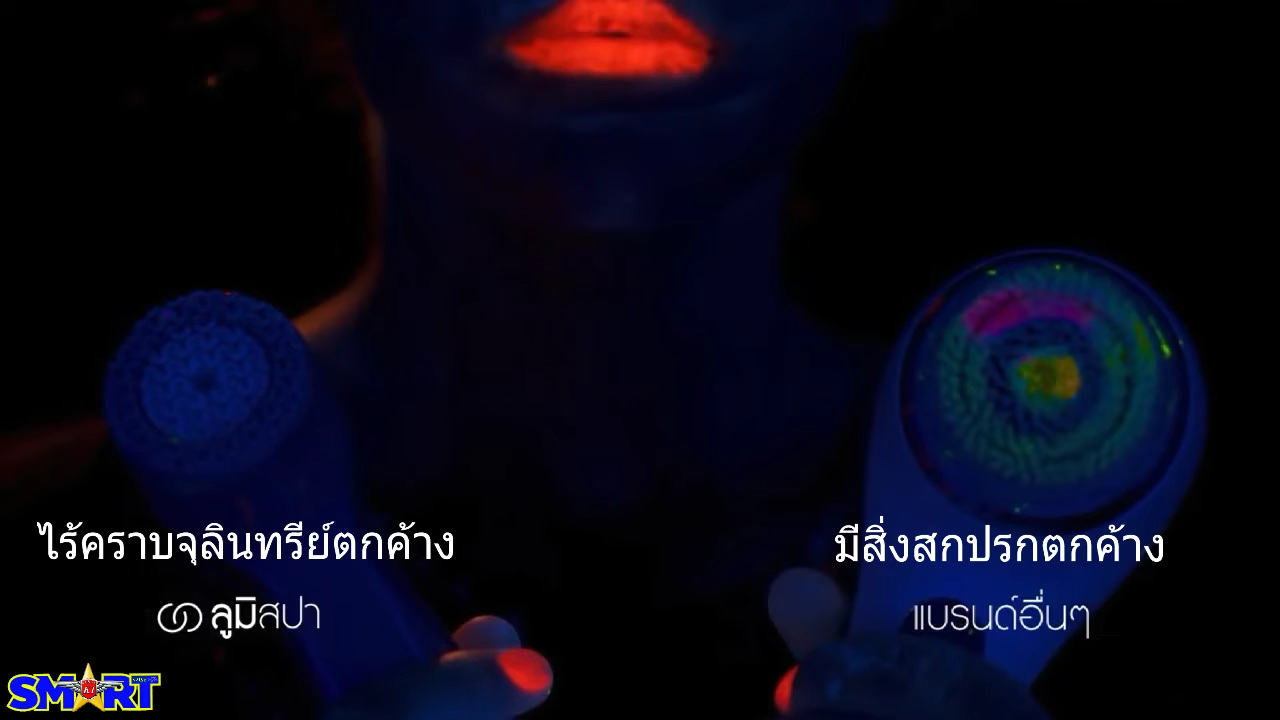 ไร้คราบจุลินทรีย์ตกค้าง
มีสิ่งสกปรกตกค้าง
ลูมิสปา
แบรนด์อื่นๆ
SMART